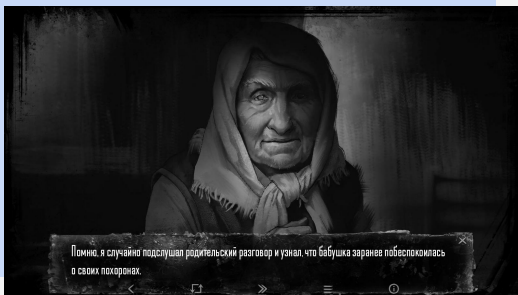 Помню, я случайно подслушал родительский разговор и узнал, что бабушка заранее побеспокоилась
о своих похоронах.